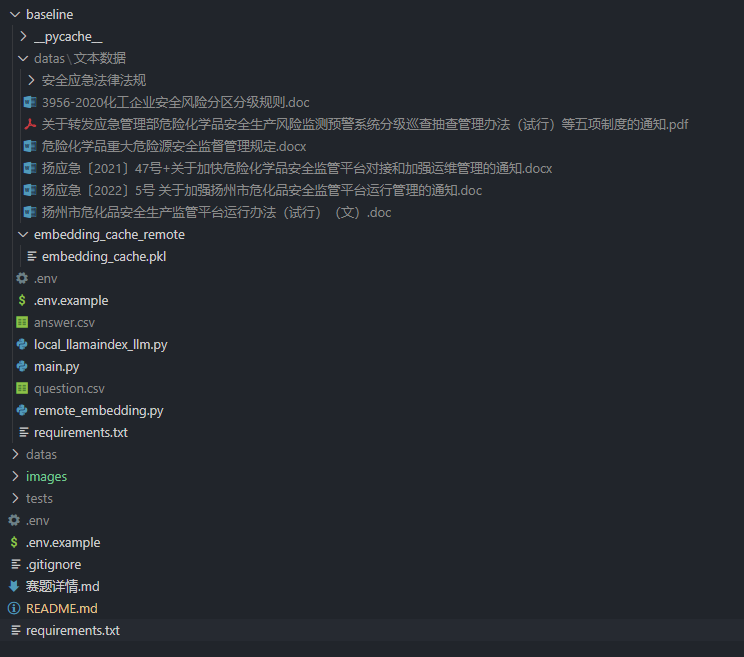 baseline
__pycache__
datas\文本数据
安全应急法律法规
3956-2020化工企业安全风险分区分级规则.doc
关于转发应急管理部危险化学品安全生产风险监测预警系统分级巡查抽查管理办法（试行）等五项制度的通知.pdf
危险化学品重大危险源安全监督管理规定.docx
扬应急〔2021〕47号+关于加快危险化学品安全监管平台对接和加强运维管理的通知.docx
扬应急〔2022〕5号 关于加强扬州市危化品安全监管平台运行管理的通知.doc
扬州市危化品安全生产监管平台运行办法（试行）（文）.doc
embedding_cache_remote
embedding_cache.pkl
.env
.env.example
answer.csv
local_llamaindex_llm.py
main.py
question.csv
remote_embedding.py
requirements.txt
datas
images
tests
.env
.env.example
.gitignore
赛题详情.md
README.md
requirements.txt